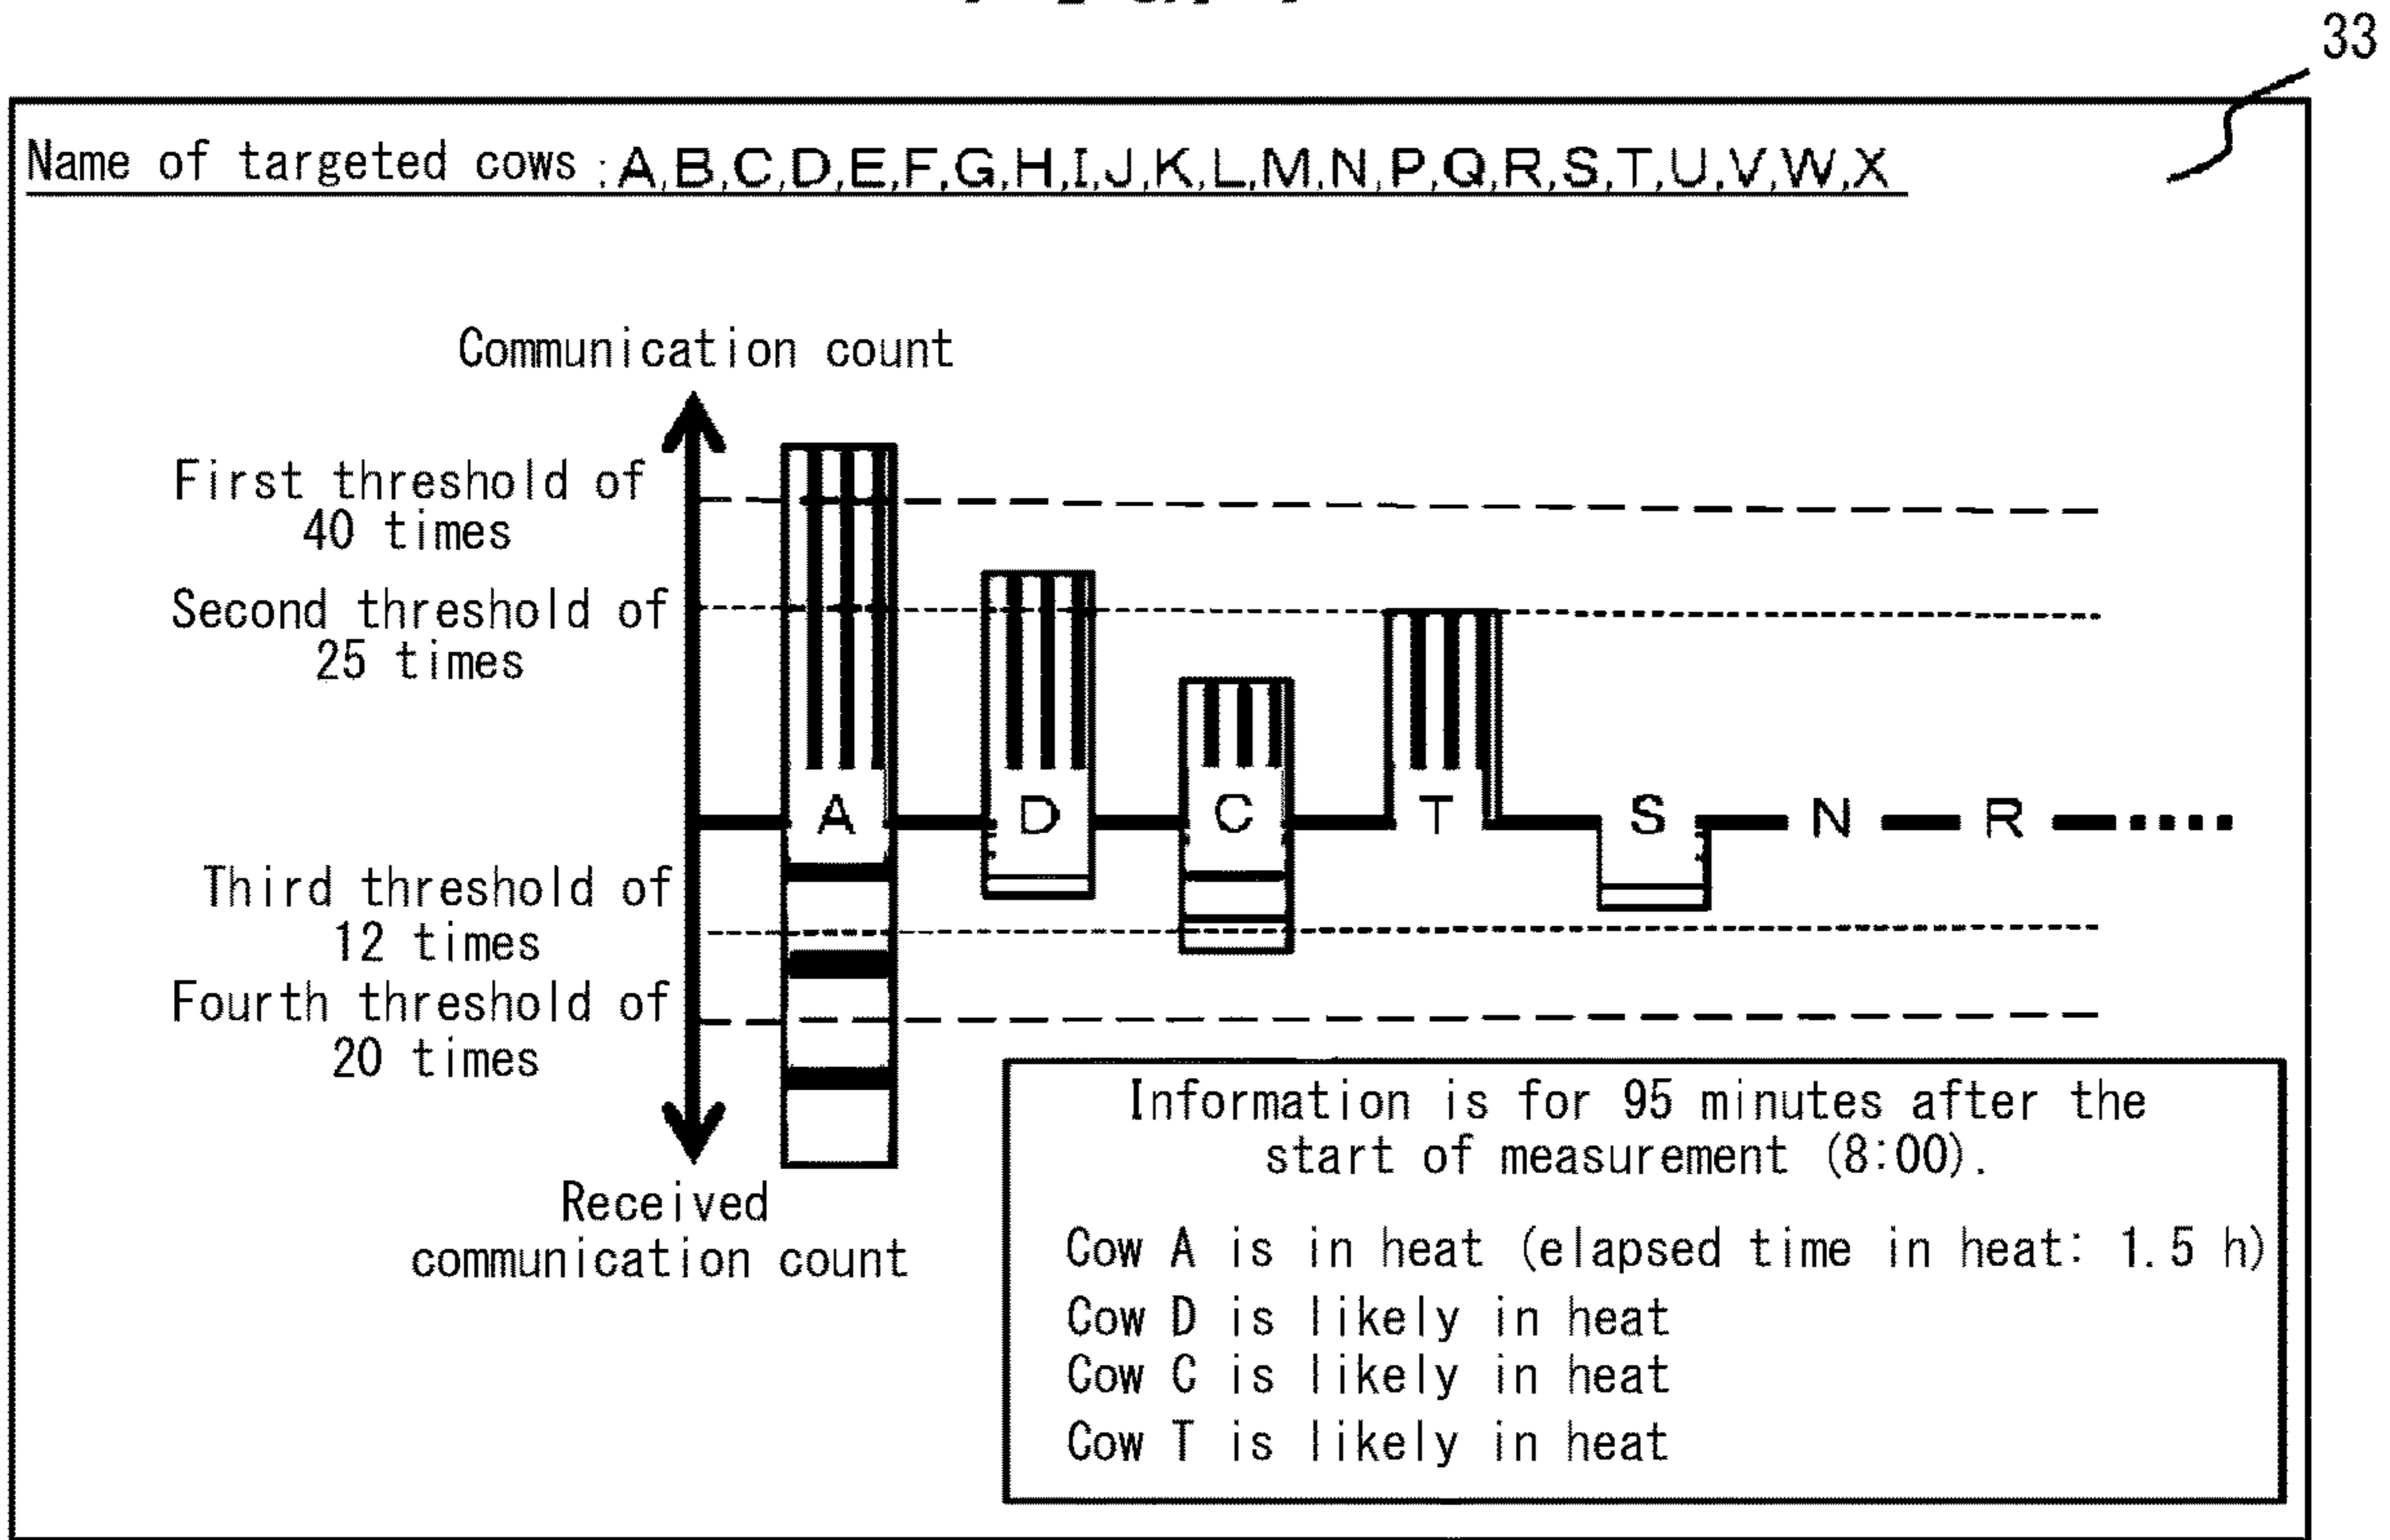 33
Name of targeted cows :A,B,C,D,E,F,G,H,I,J,K,L,M,N,P,Q,R,S,T,U,V,W,X
Communication count
First threshold of
40 times
Second threshold of
25 times
A
D
C
T
S
N
R
Third threshold of
12 times
Fourth threshold of
20 times
Received
communication count
Information is for 95 minutes after the
start of measurement (8:00).
Cow A is in heat (elapsed time in heat: 1.5 h)
Cow D is likely in heat
Cow C is likely in heat
Cow T is likely in heat